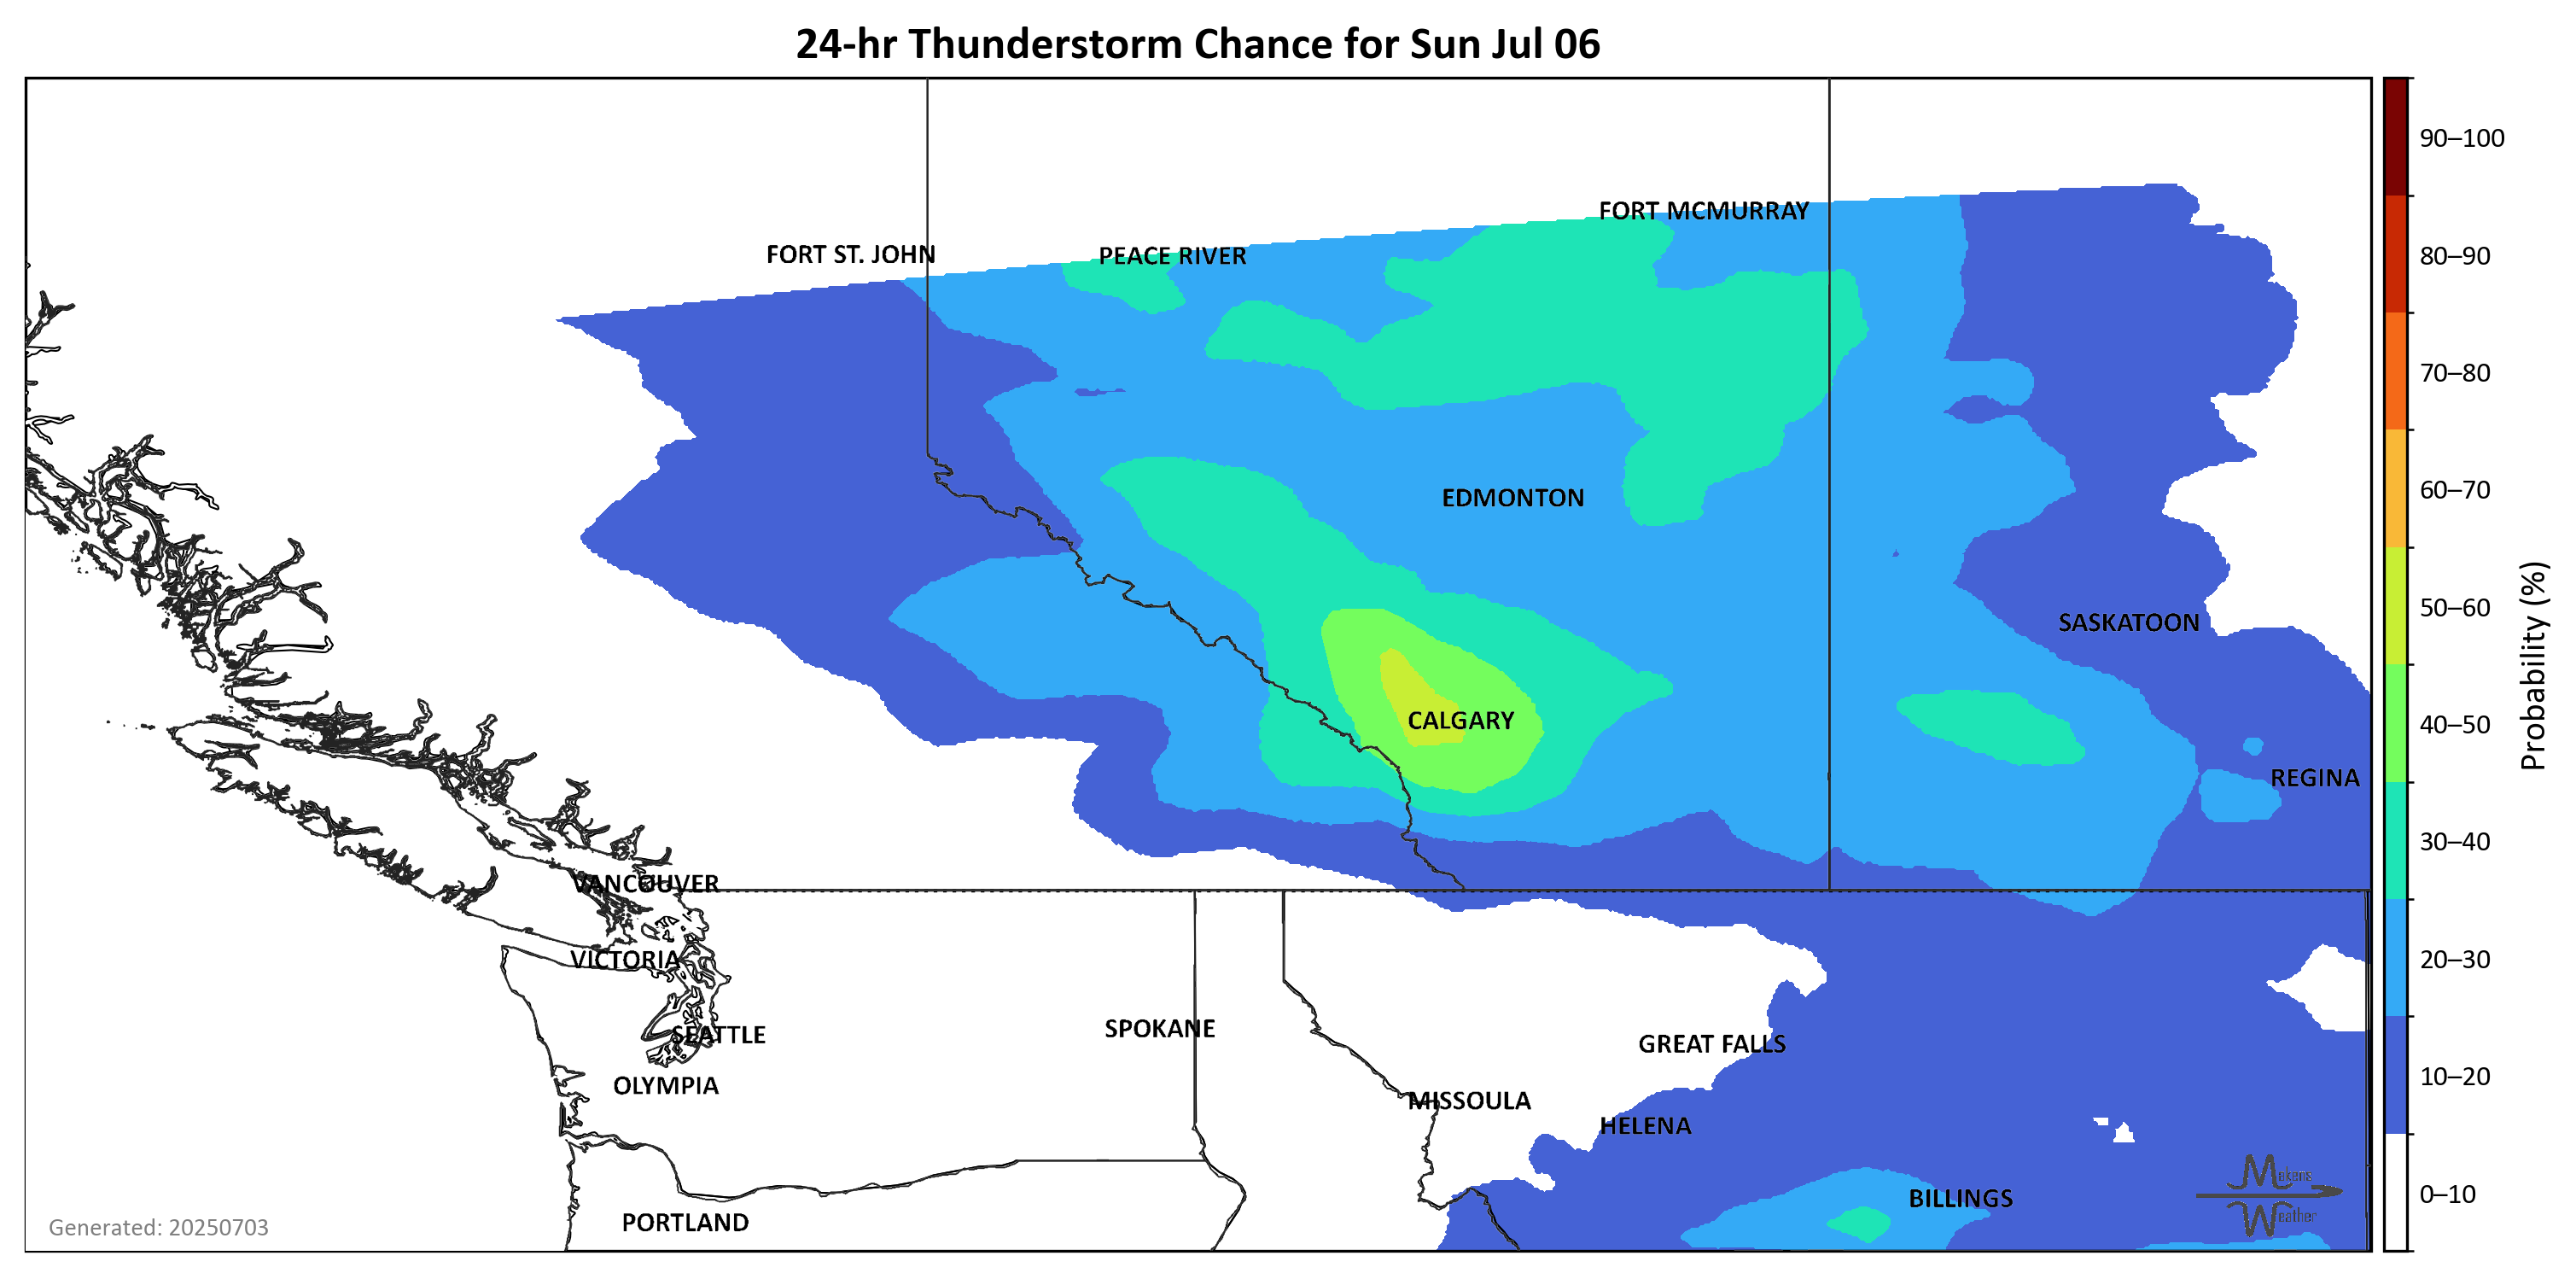 24-hr Thunderstorm Chance for Sun Jul 06
90–100
FORT MCMURRAY
FORT ST. JOHN
PEACE RIVER
80–90
70–80
60–70
EDMONTON
50–60
SASKATOON
CALGARY
40–50
Probability (%)
REGINA
30–40
VANCOUVER
VICTORIA
20–30
SEATTLE
SPOKANE
GREAT FALLS
OLYMPIA
10–20
MISSOULA
HELENA
Mekens
Weather
0–10
BILLINGS
PORTLAND
Generated: 20250703